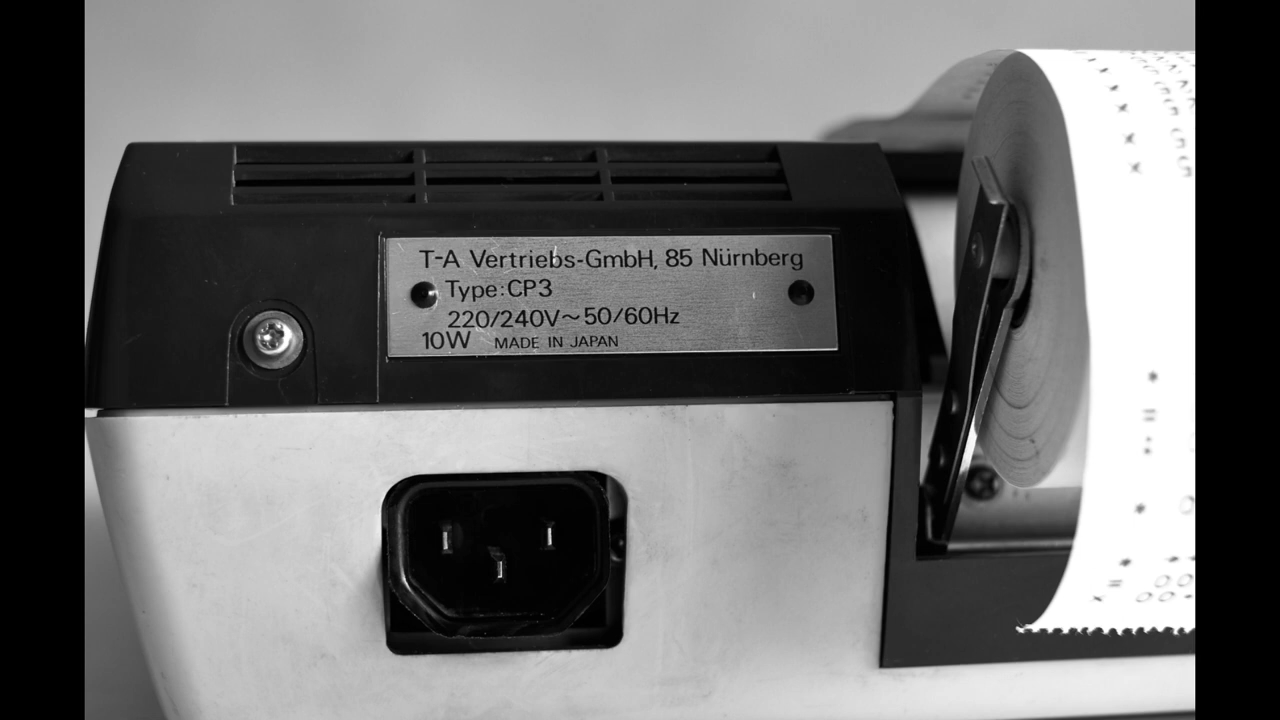 T-A Vertriebs-GmbH, 85 Nürnberg
Type:CP3
220/240V~50/60Hz
10W MADE IN JAPAN